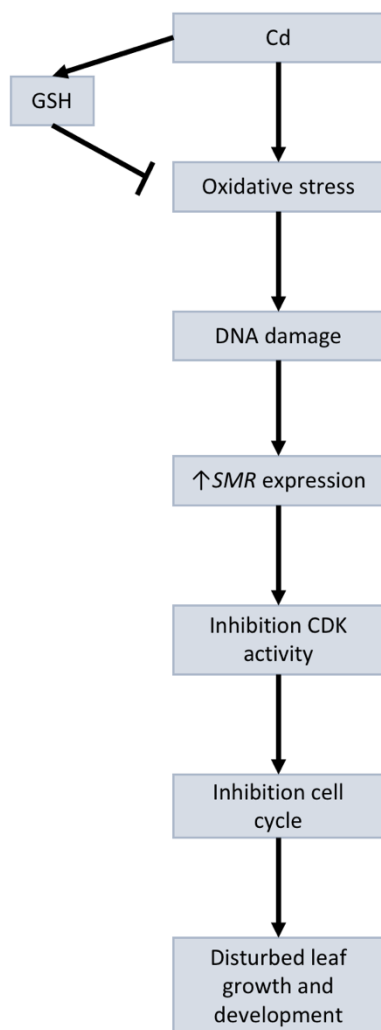 Cd
GSH
Oxidative stress
DNA damage
↑SMR expression
Inhibition CDK
activity
Inhibition cell
cycle
Disturbed leaf
growth and
development